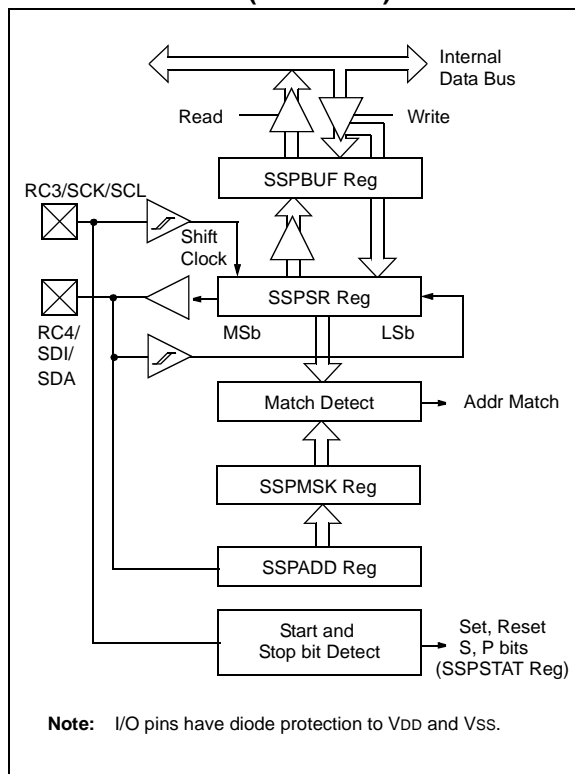 Internal
Data Bus
Read
Write
SSPBUF Reg
RC3/SCK/SCL
Shift
Clock
SSPSR Reg
MSb
LSb
RC4/
SDI/
SDA
Match Detect
Addr Match
SSPMSK Reg
SSPADD Reg
Start and
Stop bit Detect
Set, Reset
S, P bits
(SSPSTAT Reg)
Note: I/O pins have diode protection to VDD and VSS.